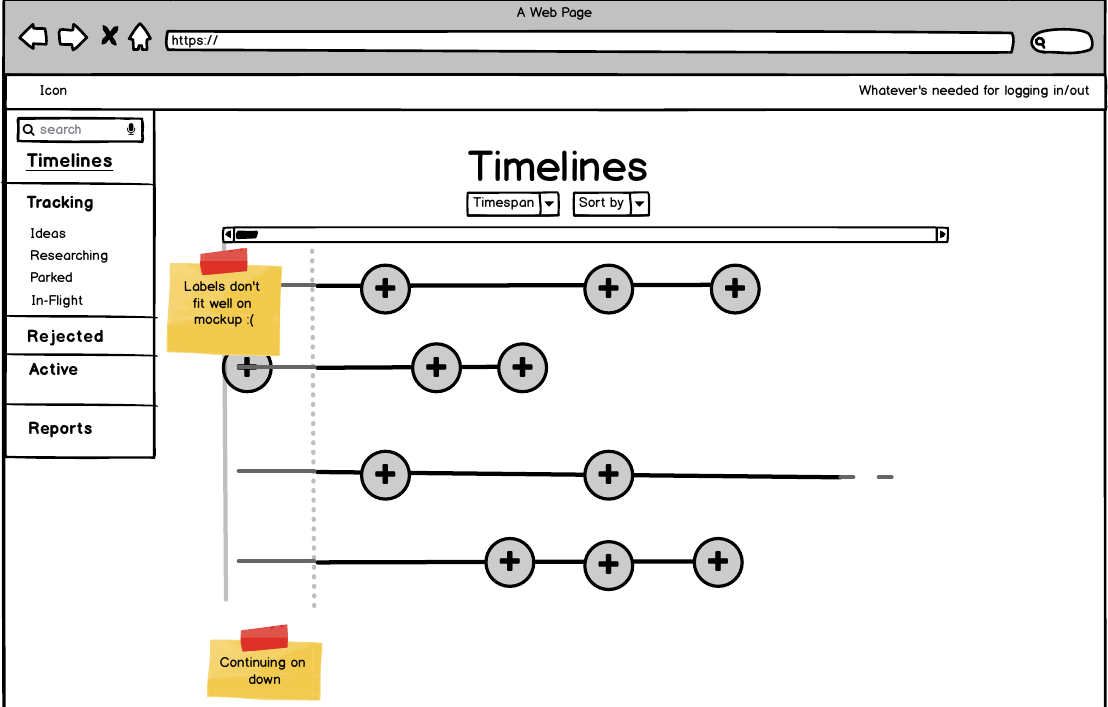 A Web Page
https://
Icon
Whatever's needed for logging in/out
search
Timelines
Tracking
Ideas
Researching
Parked
In-Flight
Rejected
Active
Reports
Timelines
Timespan
Sort by
Labels don't
fit well on
mockup :(
Continuing on
down